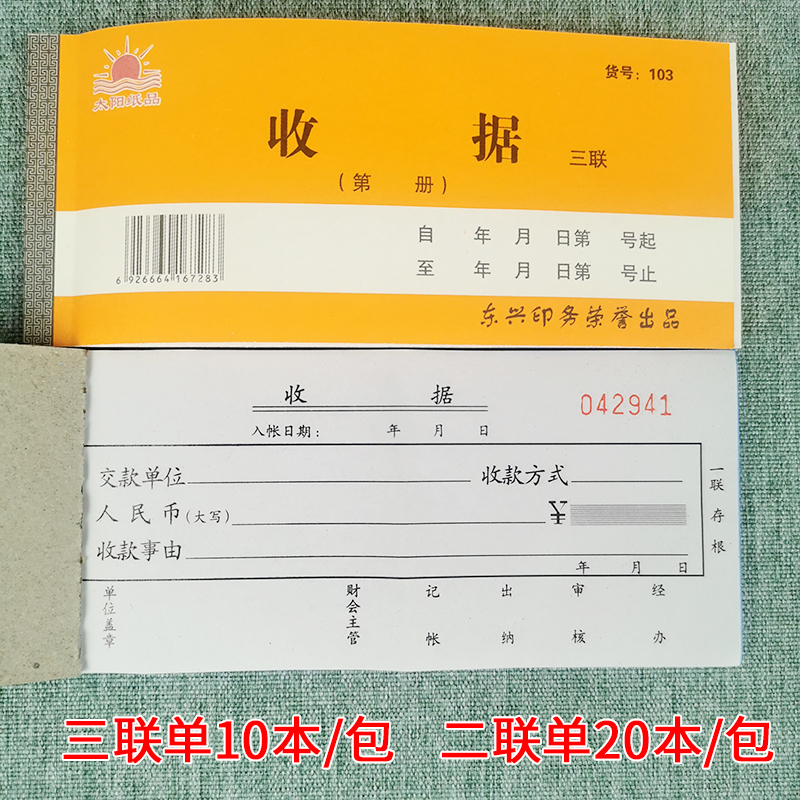 太阳纸品
货号：103
收 据 三联
（第 册）
自 年 月 日第 号起
至 年 月 日第 号止
6 926664 167283
东兴印务荣誉出品
收 据
042941
入帐日期： 年 月 日
交款单位 收款方式
人民币（大写）
收款事由
年 月 日
一联存根
单位盖章 财会主管 记帐 出纳 审核 经办
三联单10本/包 二联单20本/包